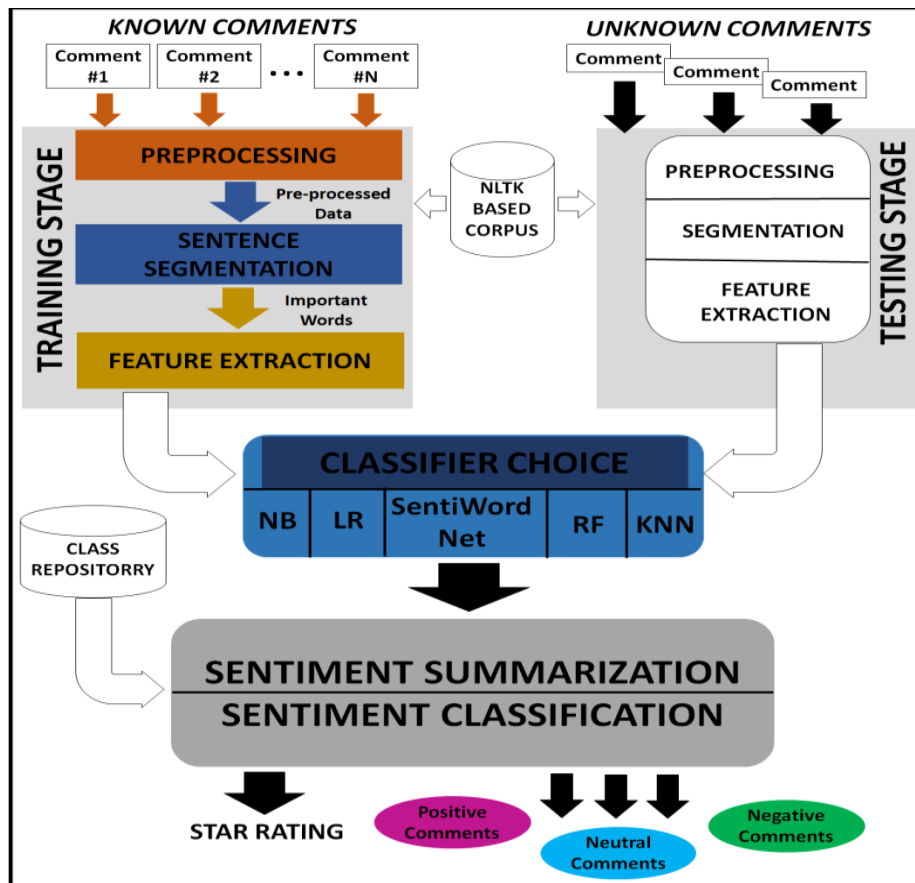 KNOWN COMMENTS
Comment
#1
Comment
#2
...
Comment
#N
TRAINING STAGE
PREPROCESSING
Pre-processed
Data
SENTENCE
SEGMENTATION
Important
Words
FEATURE EXTRACTION
NLTK
BASED
CORPUS
UNKNOWN COMMENTS
Comment
Comment
Comment
PREPROCESSING
SEGMENTATION
FEATURE
EXTRACTION
TESTING STAGE
CLASSIFIER CHOICE
NB
LR
SentiWord
Net
RF
KNN
CLASS
REPOSITORRY
SENTIMENT SUMMARIZATION
SENTIMENT CLASSIFICATION
STAR RATING
Positive
Comments
Neutral
Comments
Negative
Comments